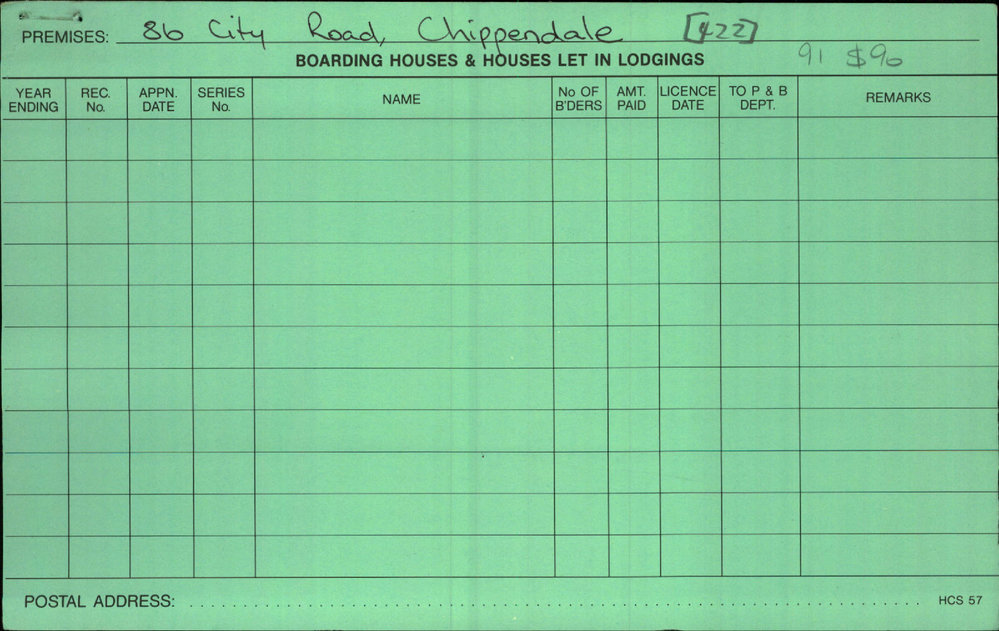 PREMISES: 86 City Road, Chippendale [422]
BOARDING HOUSES & HOUSES LET IN LODGINGS 91 $90
YEAR ENDING REC. No. APPN. DATE SERIES No. NAME No OF B'DERS AMT. PAID LICENCE DATE TO P & B DEPT. REMARKS
POSTAL ADDRESS: HCS 57